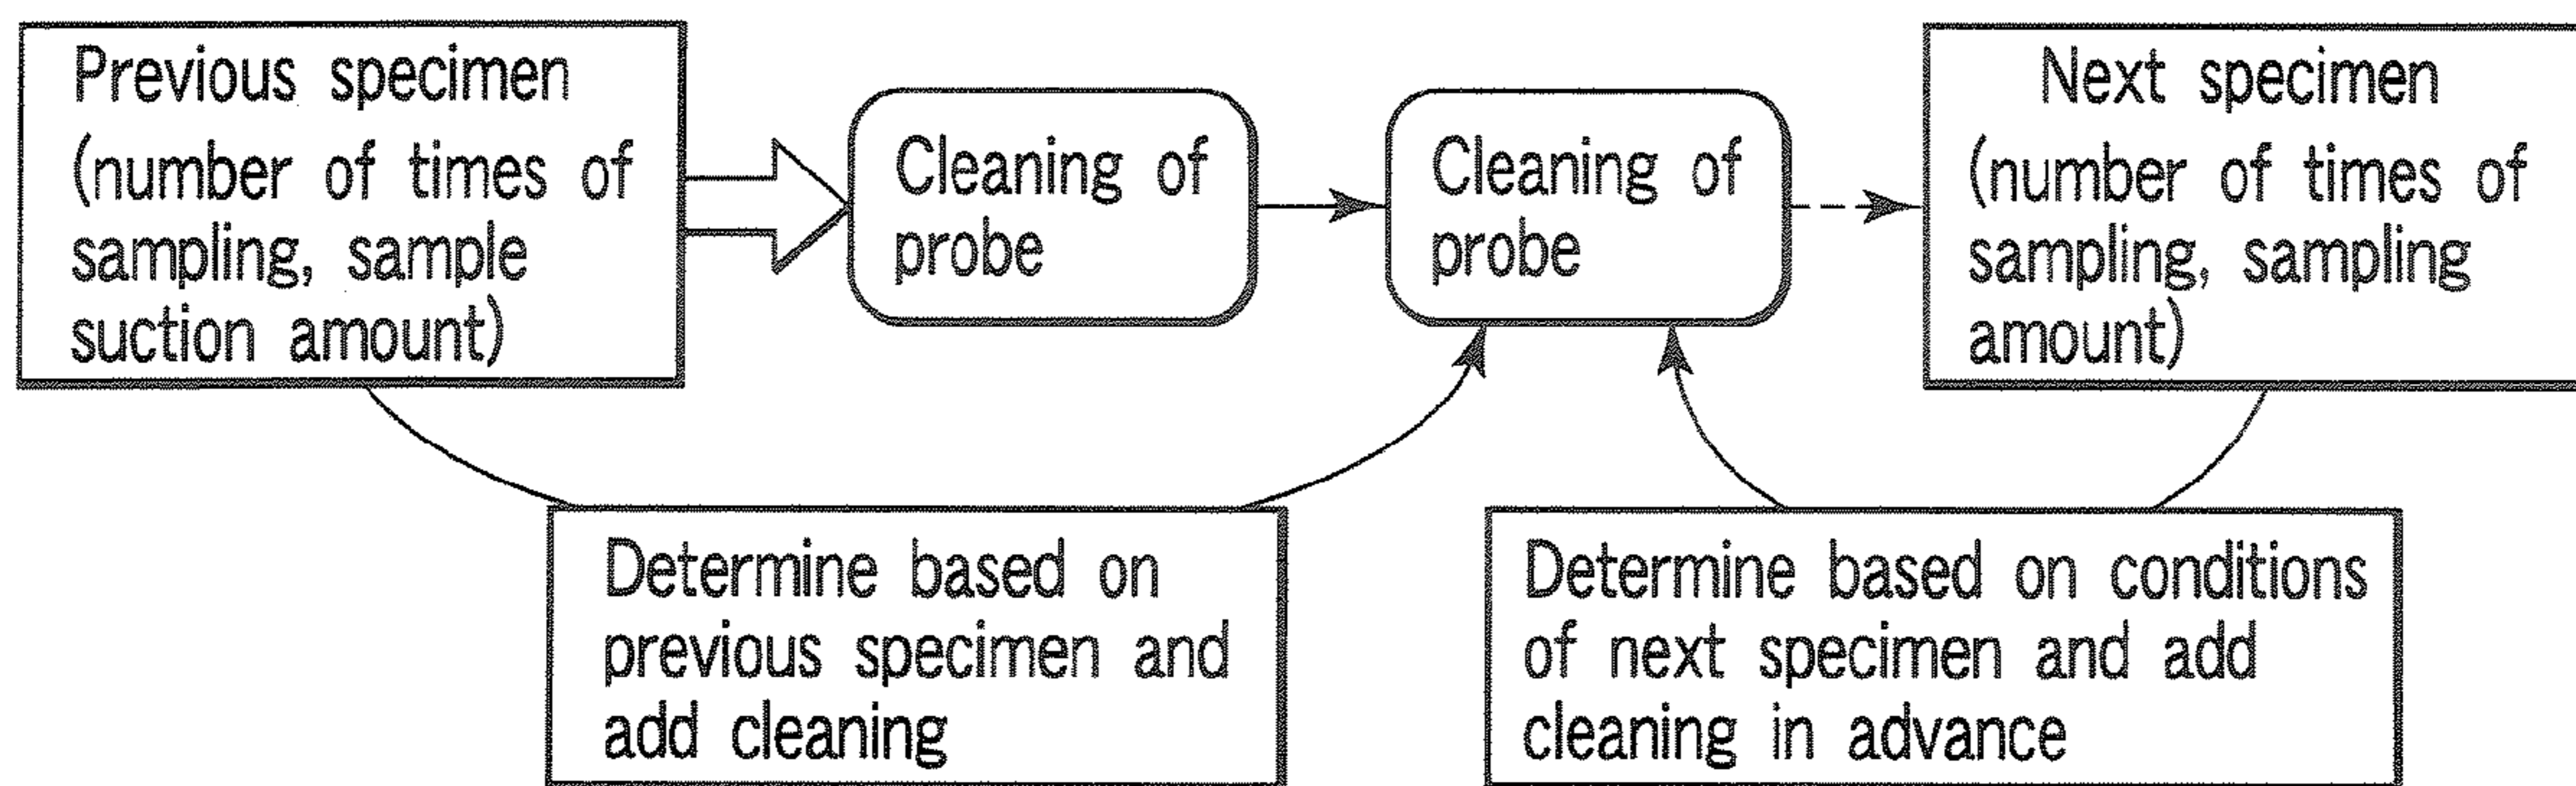 Previous specimen
(number of times of
sampling, sample
suction amount)
Cleaning of
probe
Cleaning of
probe
Next specimen
(number of times of
sampling, sampling
amount)
Determine based on
previous specimen and
add cleaning
Determine based on conditions
of next specimen and add
cleaning in advance